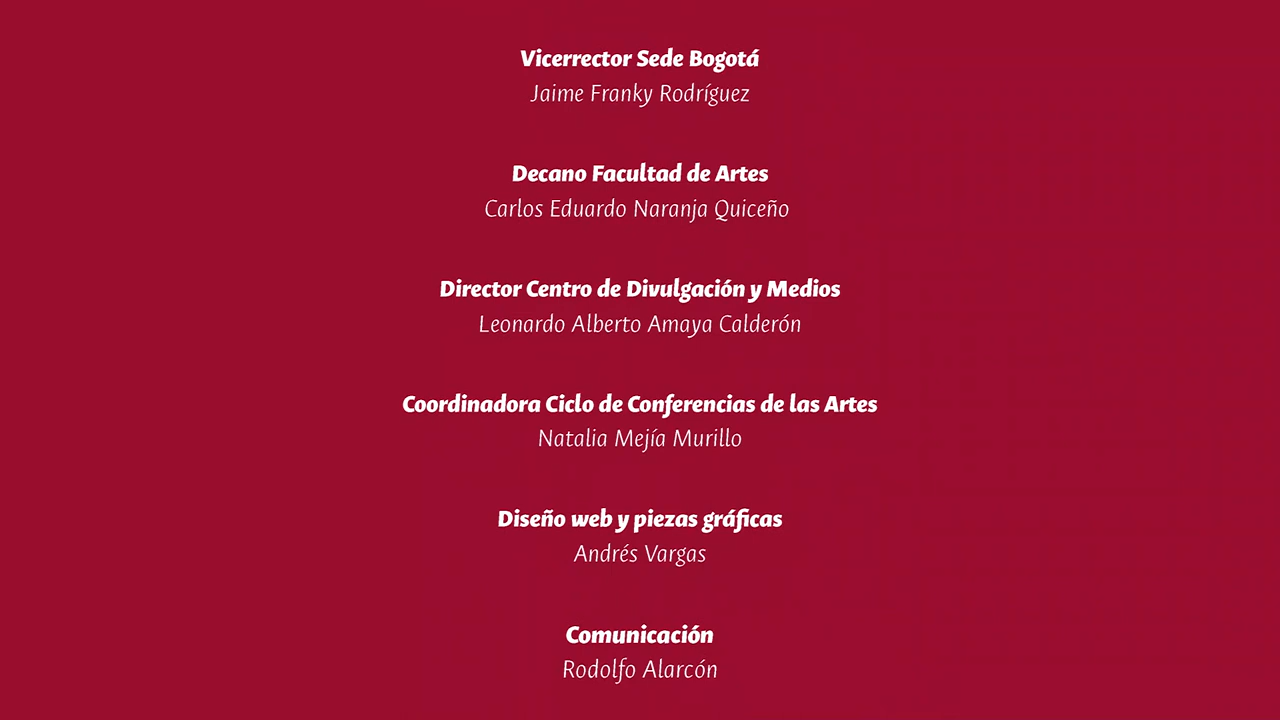 Vicerrector Sede Bogotá
Jaime Franky Rodríguez
Decano Facultad de Artes
Carlos Eduardo Naranja Quiceño
Director Centro de Divulgación y Medios
Leonardo Alberto Amaya Calderón
Coordinadora Ciclo de Conferencias de las Artes
Natalia Mejía Murillo
Diseño web y piezas gráficas
Andrés Vargas
Comunicación
Rodolfo Alarcón